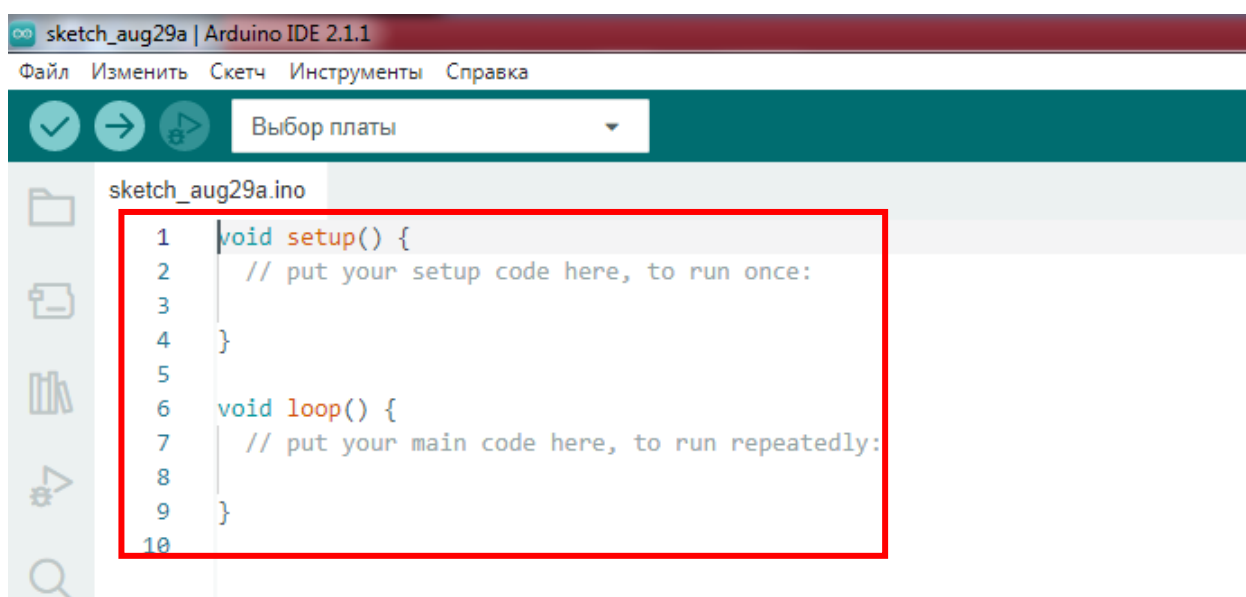 sketch_aug29a | Arduino IDE 2.1.1
Файл Изменить Скетч Инструменты Справка
Выбор платы
sketch_aug29a.ino
1 void setup() {
2 // put your setup code here, to run once:
3
4 }
5
6 void loop() {
7 // put your main code here, to run repeatedly:
8
9 }
10